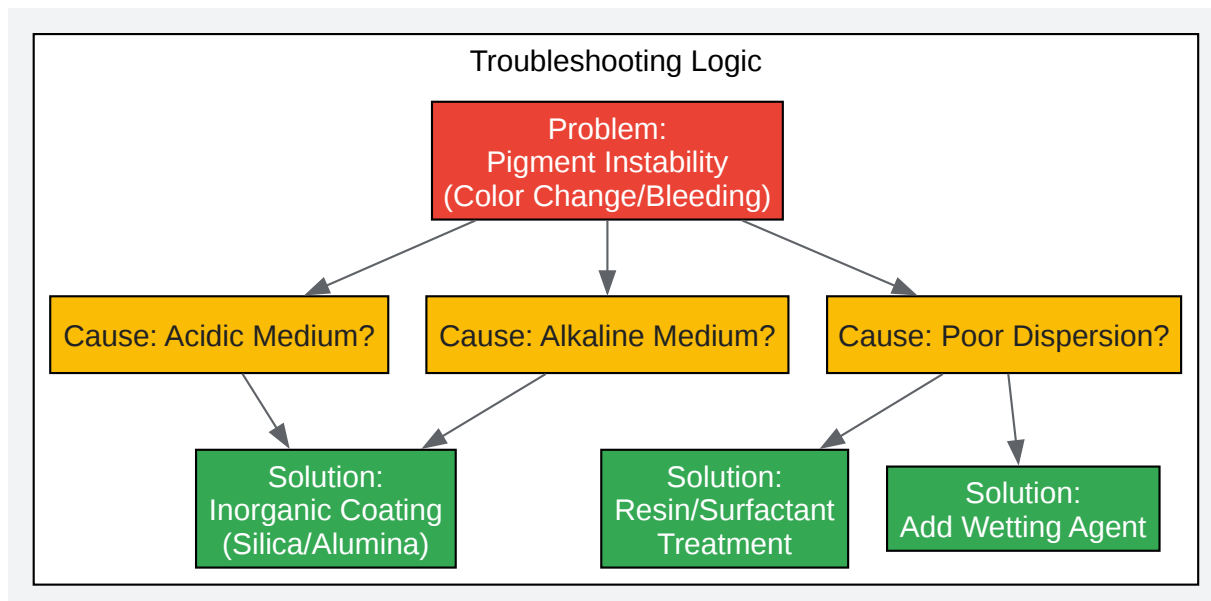 Troubleshooting Logic
Problem:
Pigment Instability
(Color Change/Bleeding)
Cause: Acidic Medium?
Cause: Alkaline Medium?
Cause: Poor Dispersion?
Solution:
Inorganic Coating
(Silica/Alumina)
Solution:
Resin/Surfactant
Treatment
Solution:
Add Wetting Agent